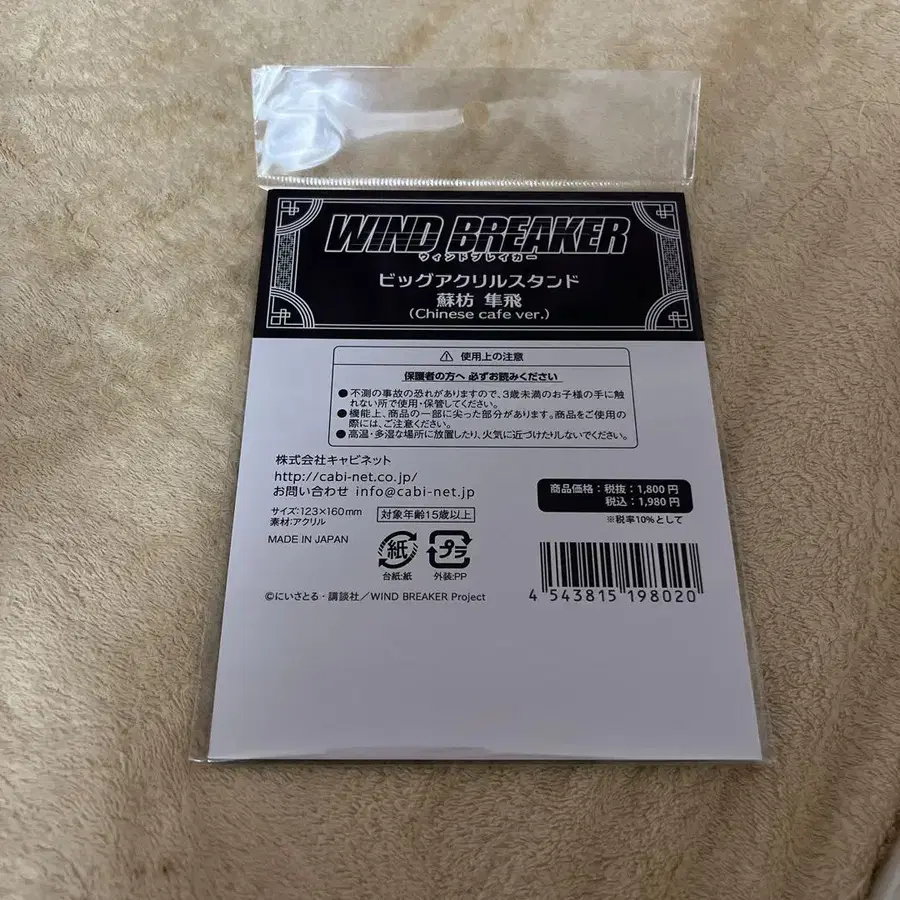 WIND BREAKER
ウィンドブレイカー
ビッグアクリルスタンド
蘇枋 隼飛
(Chinese cafe ver.)
⚠ 使用上の注意
保護者の方へ 必ずお読みください
●不測の事故の恐れがありますので、3歳未満のお子様の手に触
れない所で使用・保管してください。
●機能上、商品の一部に尖った部分があります。商品をご使用の
際には、ご注意ください。
●高温・多湿な場所に放置したり、火気に近づけたりしないでください。
株式会社キャビネット
http://cabi-net.co.jp/
お問い合わせ info@cabi-net.jp
サイズ:123×160mm
素材:アクリル
対象年齢15歳以上
MADE IN JAPAN
紙
台紙:紙
プラ
外装:PP
商品価格:税抜:1,800円
税込:1,980円
※税率10%として
4 543815 198020
©にいさとる・講談社/WIND BREAKER Project